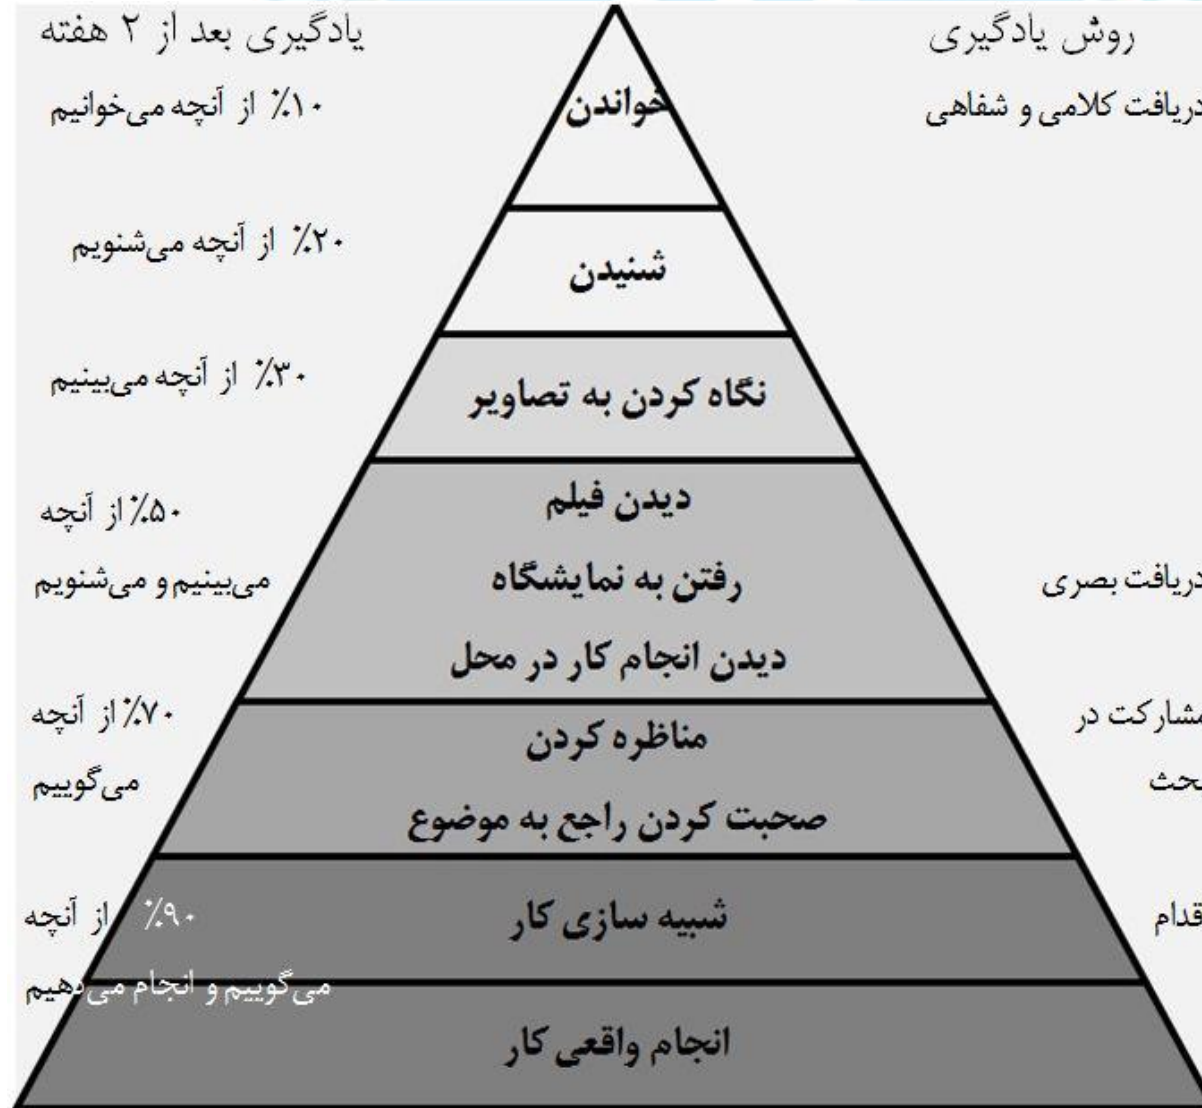 روش یادگیری
یادگیری بعد از ۲ هفته
دریافت کلامی و شفاهی
خواندن
۱۰٪ از آنچه می‌خوانیم
شنیدن
۲۰٪ از آنچه می‌شنویم
نگاه کردن به تصاویر
۳۰٪ از آنچه می‌بینیم
دریافت بصری
دیدن فیلم
رفتن به نمایشگاه
دیدن انجام کار در محل
۵۰٪ از آنچه
می‌بینیم و می‌شنویم
مشارکت در
بحث
مناظره کردن
صحبت کردن راجع به موضوع
۷۰٪ از آنچه
می‌گوییم
قدام
شبیه سازی کار
انجام واقعی کار
۹۰٪ از آنچه
می‌گوییم و انجام می‌دهیم